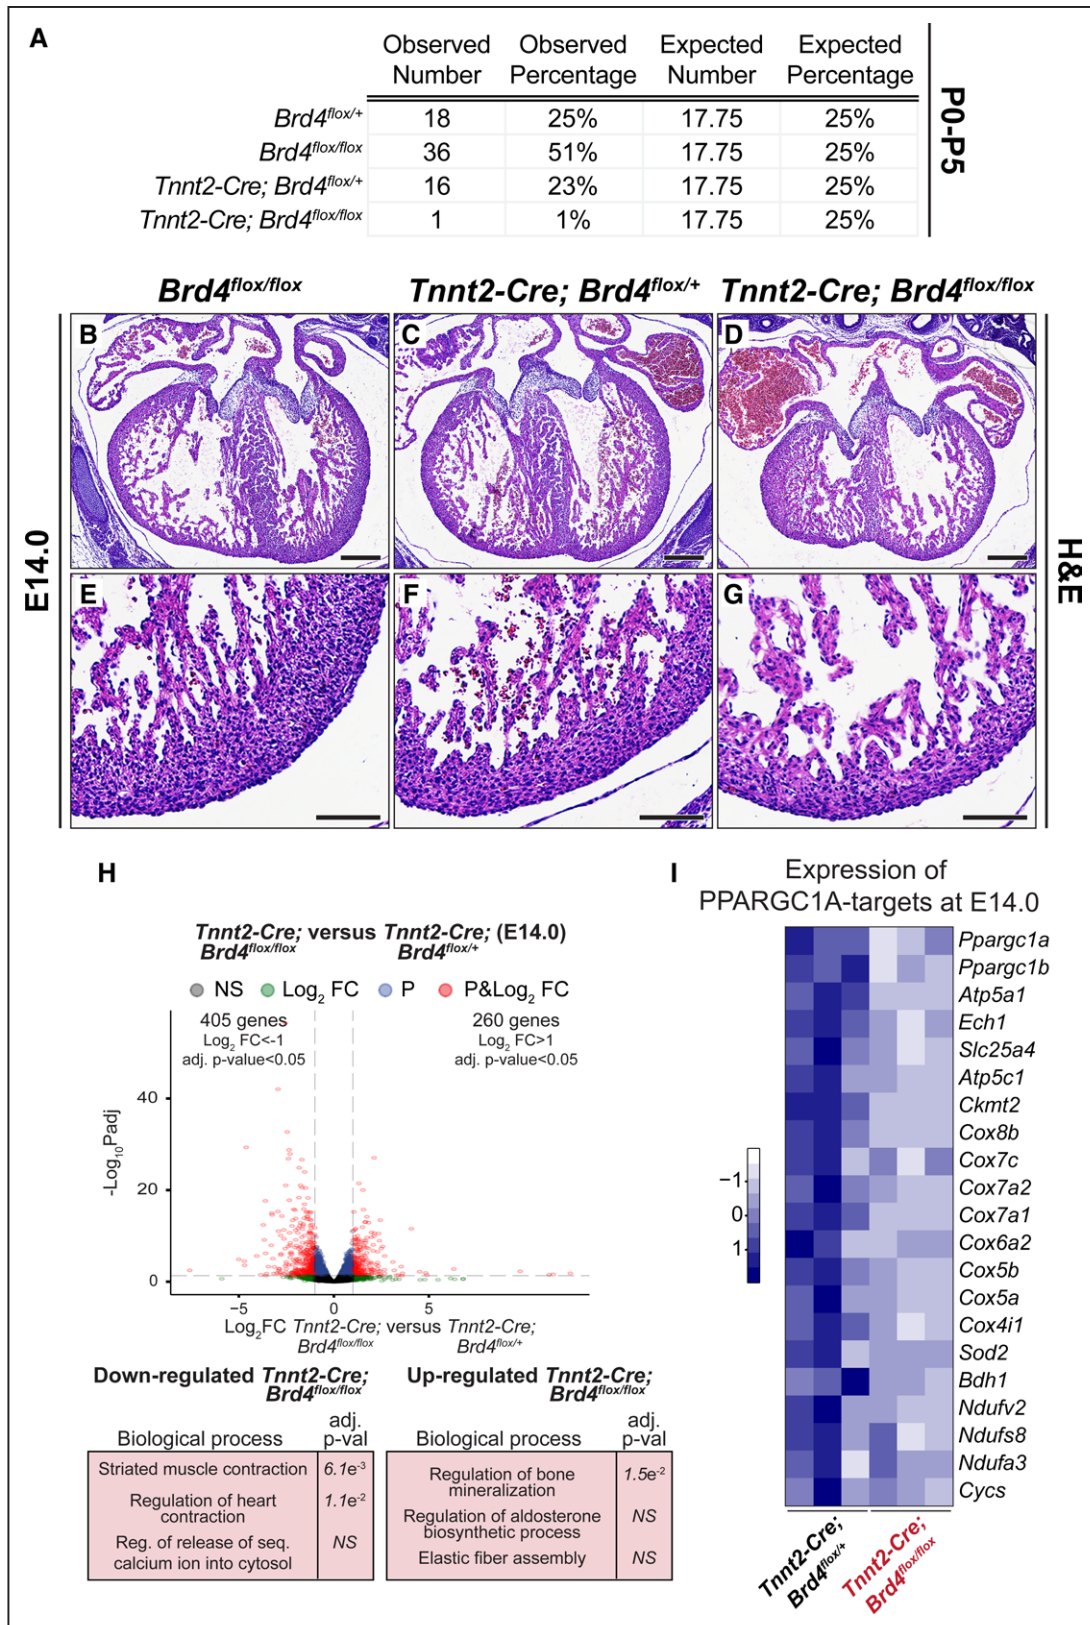 A
Observed Number
Observed Percentage
Expected Number
Expected Percentage
Brd4flox/+ 18 25% 17.75 25%
Brd4flox/flox 36 51% 17.75 25%
Tnnt2-Cre; Brd4flox/+ 16 23% 17.75 25%
Tnnt2-Cre; Brd4flox/flox 1 1% 17.75 25%
P0-P5
Brd4flox/flox
Tnnt2-Cre; Brd4flox/+
Tnnt2-Cre; Brd4flox/flox
B
C
D
E
F
G
E14.0
H&E
H
Tnnt2-Cre; versus Tnnt2-Cre; (E14.0)
Brd4flox/flox Brd4flox/+
NS Log2 FC P P&Log2 FC
405 genes
Log2 FC<-1
adj. p-value<0.05
260 genes
Log2 FC>1
adj. p-value<0.05
-Log10Padj
40
20
0
−5 0 5
Log2FC Tnnt2-Cre; versus Tnnt2-Cre;
Brd4flox/flox Brd4flox/+
Down-regulated Tnnt2-Cre;
Brd4flox/flox
Biological process adj. p-val
Striated muscle contraction 6.1e-3
Regulation of heart contraction 1.1e-2
Reg. of release of seq. calcium ion into cytosol NS
Up-regulated Tnnt2-Cre;
Brd4flox/flox
Biological process adj. p-val
Regulation of bone mineralization 1.5e-2
Regulation of aldosterone biosynthetic process NS
Elastic fiber assembly NS
I
Expression of
PPARGC1A-targets at E14.0
−1
0
1
Ppargc1a
Ppargc1b
Atp5a1
Ech1
Slc25a4
Atp5c1
Ckmt2
Cox8b
Cox7c
Cox7a2
Cox7a1
Cox6a2
Cox5b
Cox5a
Cox4i1
Sod2
Bdh1
Ndufv2
Ndufs8
Ndufa3
Cycs
Tnnt2-Cre;
Brd4flox/+
Tnnt2-Cre;
Brd4flox/flox